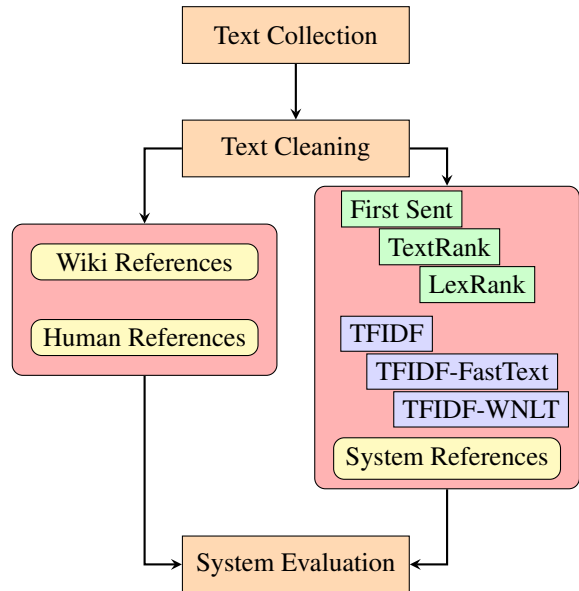 Text Collection
Text Cleaning
Wiki References
Human References
First Sent
TextRank
LexRank
TFIDF
TFIDF-FastText
TFIDF-WNLT
System References
System Evaluation